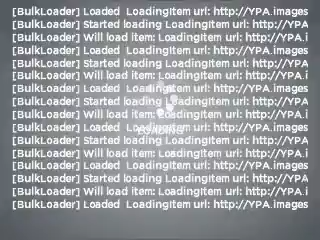 [BulkLoader] Loaded  LoadingItem url: http://YPA.images
[BulkLoader] Started loading LoadingItem url: http://YPA
[BulkLoader] Will load item: LoadingItem url: http://YPA.i
[BulkLoader] Loaded  LoadingItem url: http://YPA.images
[BulkLoader] Started loading LoadingItem url: http://YPA
[BulkLoader] Will load item: LoadingItem url: http://YPA.i
[BulkLoader] Loaded  LoadingItem url: http://YPA.images
[BulkLoader] Started loading LoadingItem url: http://YPA
[BulkLoader] Will load item: LoadingItem url: http://YPA.i
[BulkLoader] Loaded  LoadingItem url: http://YPA.images
LOADING
[BulkLoader] Started loading LoadingItem url: http://YPA
[BulkLoader] Will load item: LoadingItem url: http://YPA.i
[BulkLoader] Loaded  LoadingItem url: http://YPA.images
[BulkLoader] Started loading LoadingItem url: http://YPA
[BulkLoader] Will load item: LoadingItem url: http://YPA.i
[BulkLoader] Loaded  LoadingItem url: http://YPA.images